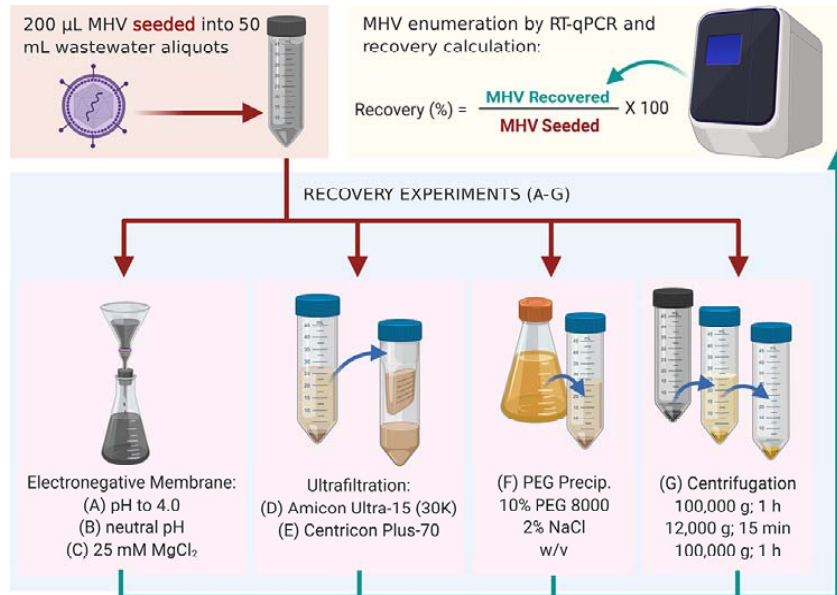 200 µL MHV seeded into 50
mL wastewater aliquots
MHV enumeration by RT-qPCR and
recovery calculation:
Recovery (%) = MHV Recovered / MHV Seeded X 100
RECOVERY EXPERIMENTS (A-G)
Electronegative Membrane:
(A) pH to 4.0
(B) neutral pH
(C) 25 mM MgCl₂
Ultrafiltration:
(D) Amicon Ultra-15 (30K)
(E) Centricon Plus-70
(F) PEG Precip.
10% PEG 8000
2% NaCl
w/v
(G) Centrifugation
100,000 g; 1 h
12,000 g; 15 min
100,000 g; 1 h